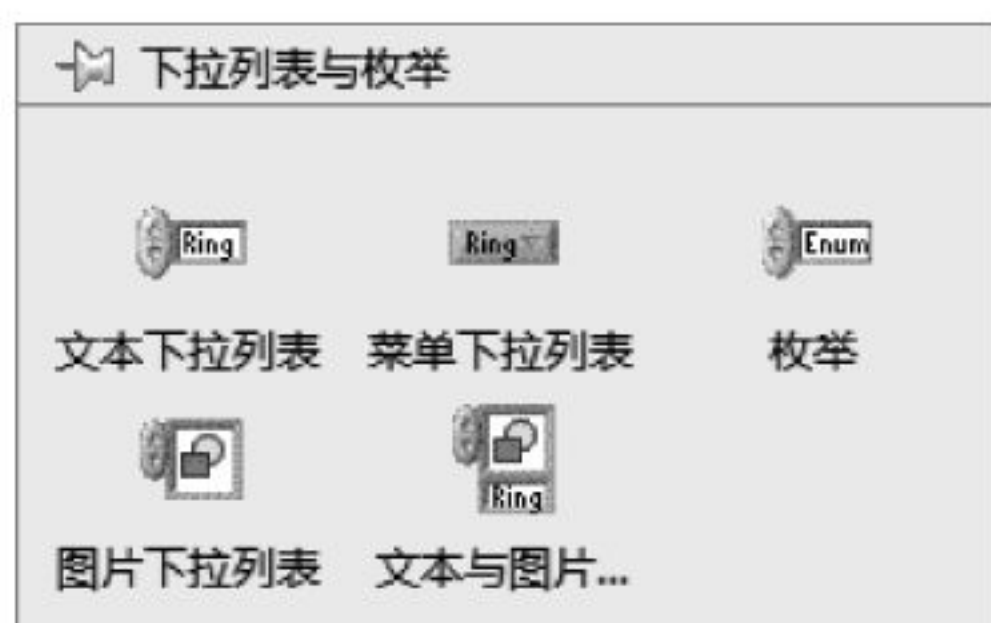 下拉列表与枚举
Ring Ring Enum
文本下拉列表 菜单下拉列表 枚举
Ring
图片下拉列表 文本与图片...